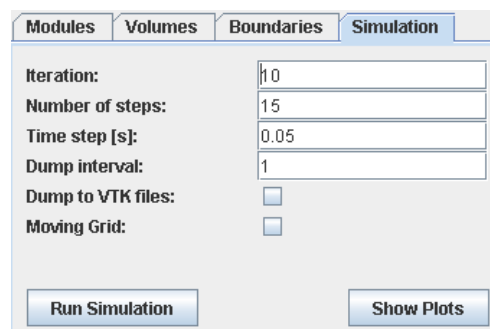 Modules Volumes Boundaries Simulation
Iteration: 10
Number of steps: 15
Time step [s]: 0.05
Dump interval: 1
Dump to VTK files:
Moving Grid:
Run Simulation Show Plots